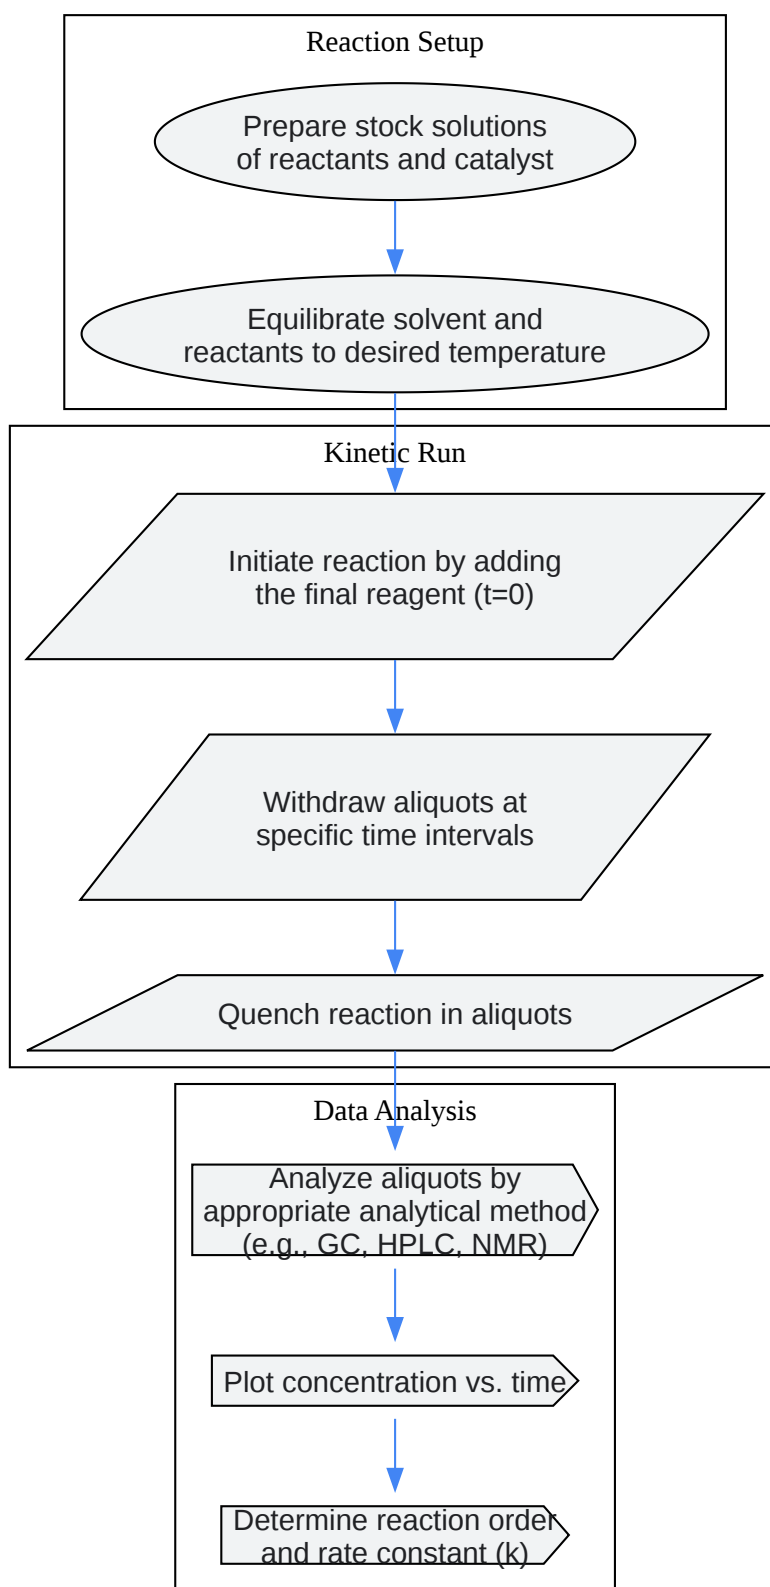 Reaction Setup
Prepare stock solutions
of reactants and catalyst
Equilibrate solvent and
reactants to desired temperature
Kinetic Run
Initiate reaction by adding
the final reagent (t=0)
Withdraw aliquots at
specific time intervals
Quench reaction in aliquots
Data Analysis
Analyze aliquots by
appropriate analytical method
(e.g., GC, HPLC, NMR)
Plot concentration vs. time
Determine reaction order
and rate constant (k)